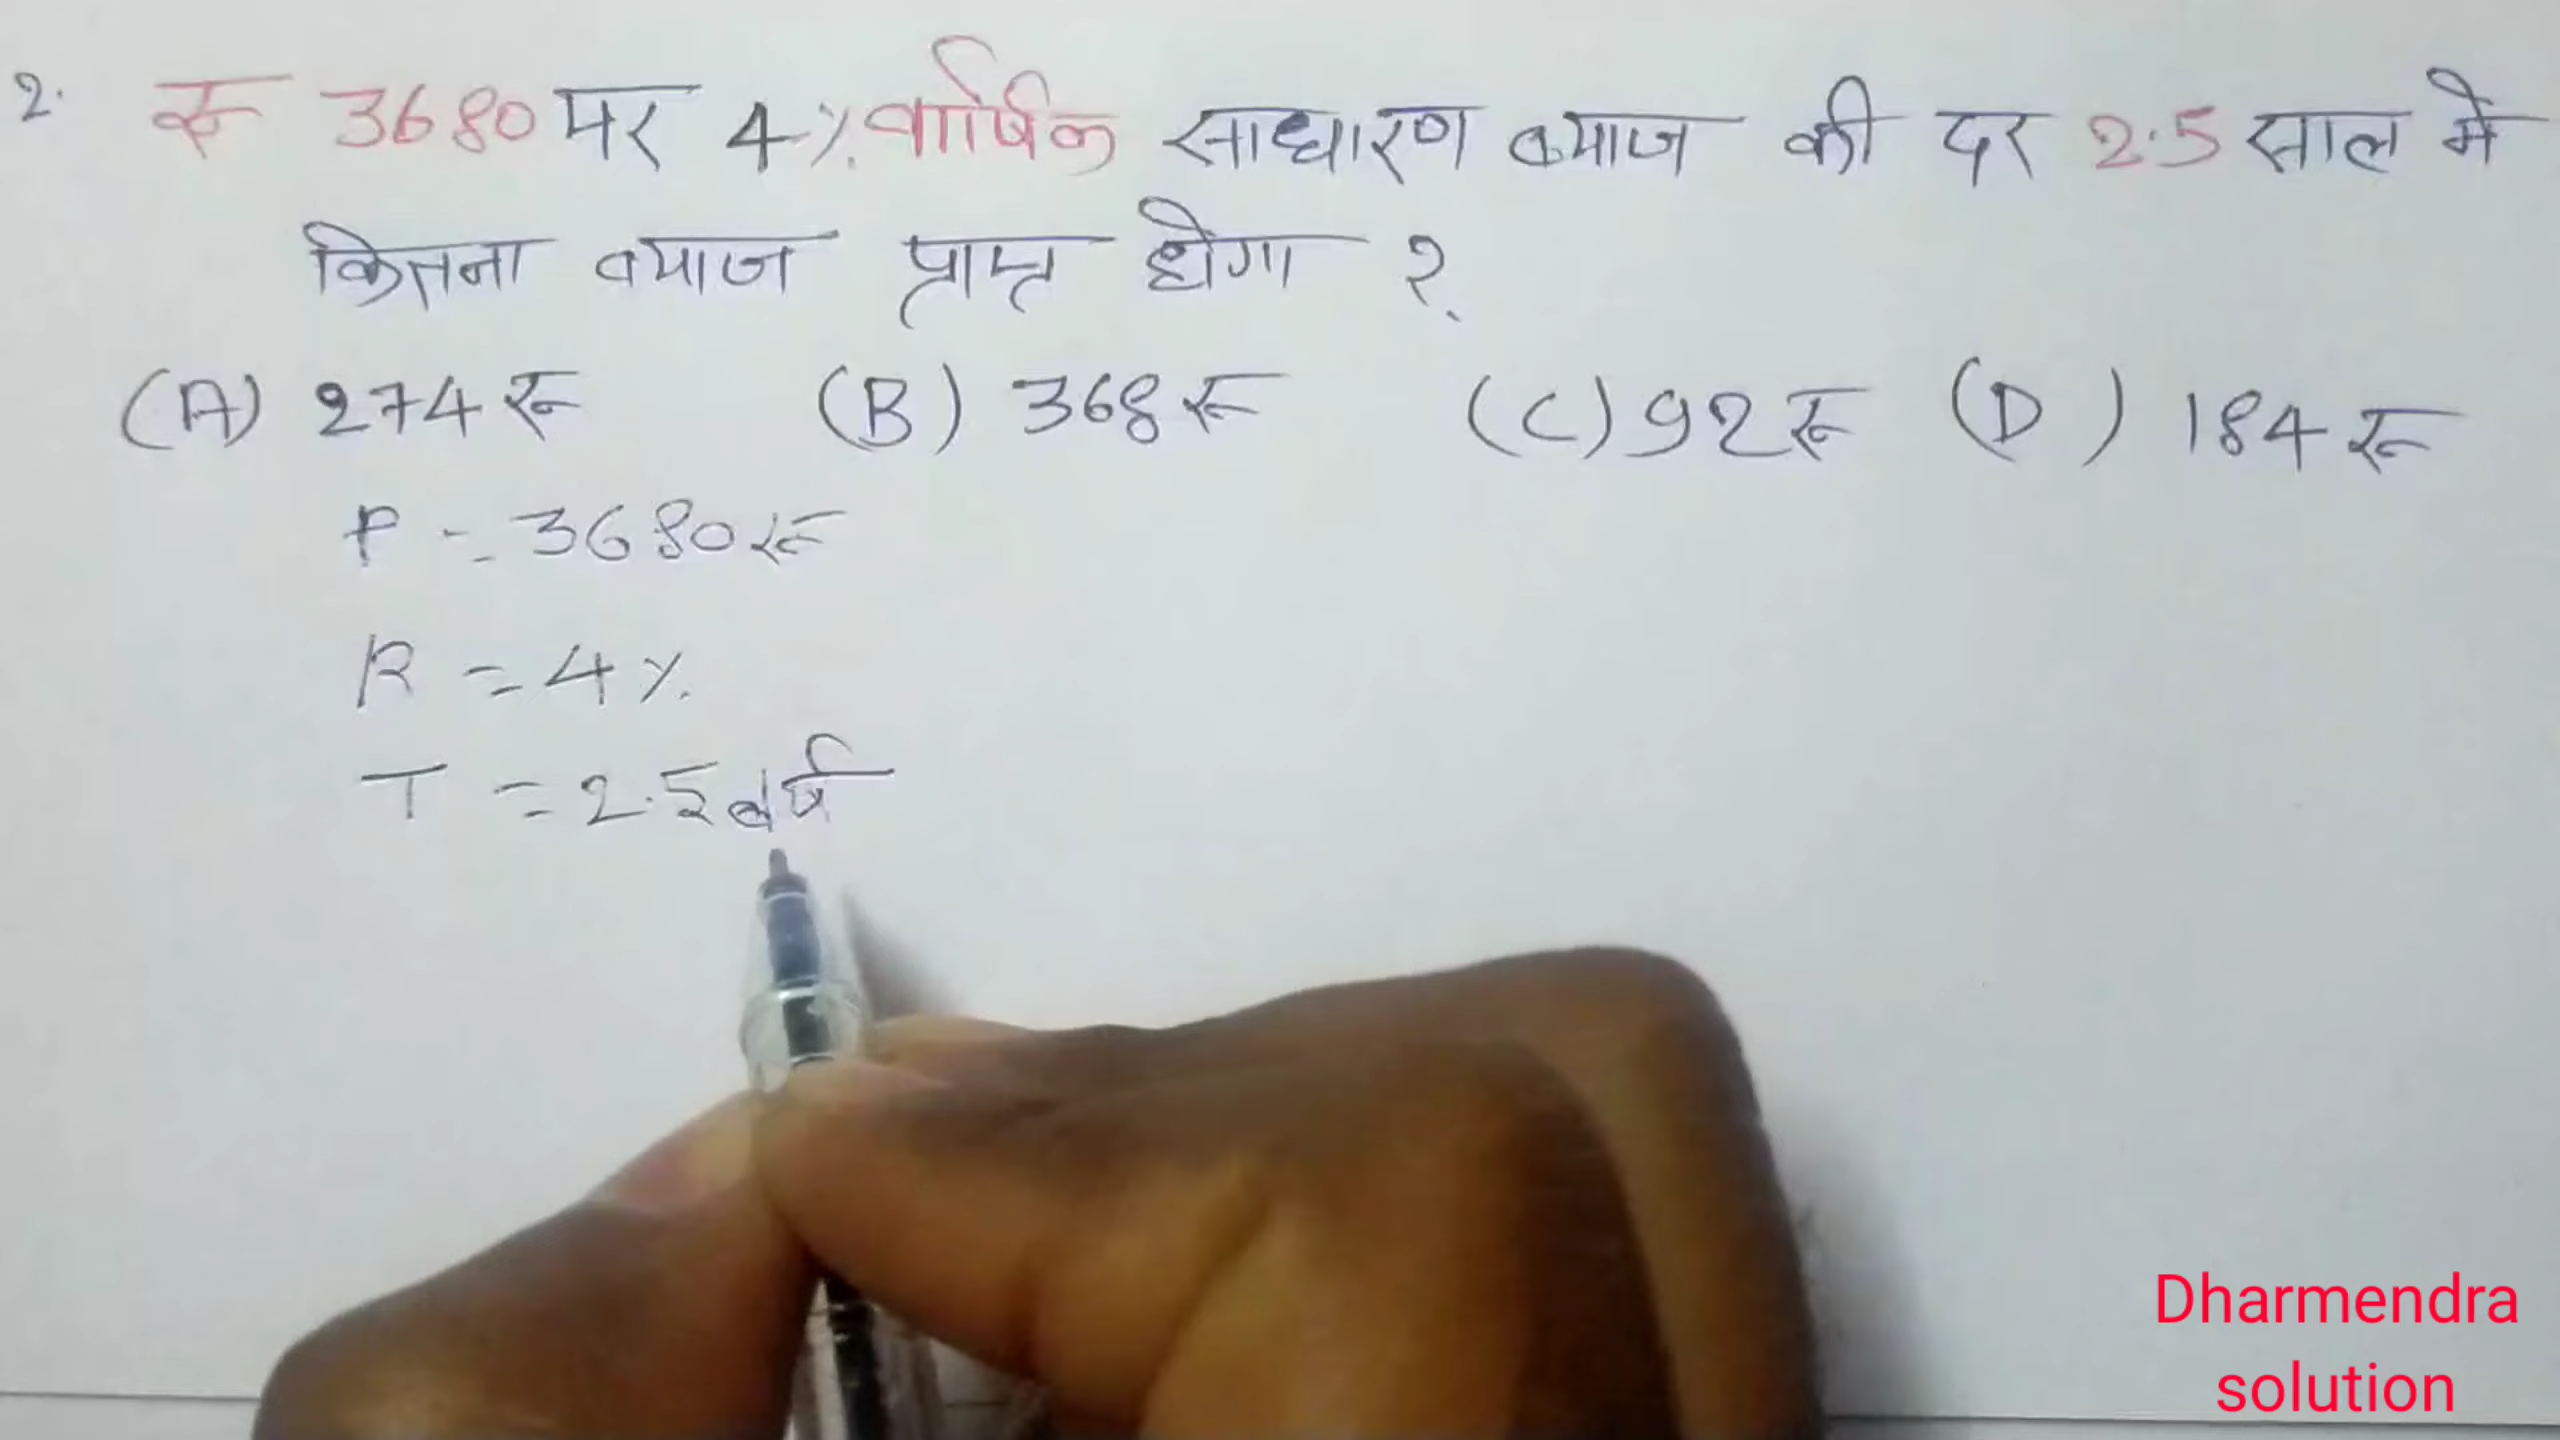 2. रू 3680 पर 4% वार्षिक साधारण ब्याज की दर 2.5 साल में
कितना ब्याज प्राप्त होगा ?
(A) 274 रू (B) 368 रू (C) 92 रू (D) 184 रू
P = 3680 रू
R = 4%
T = 2.5 वर्ष
Dharmendra
solution